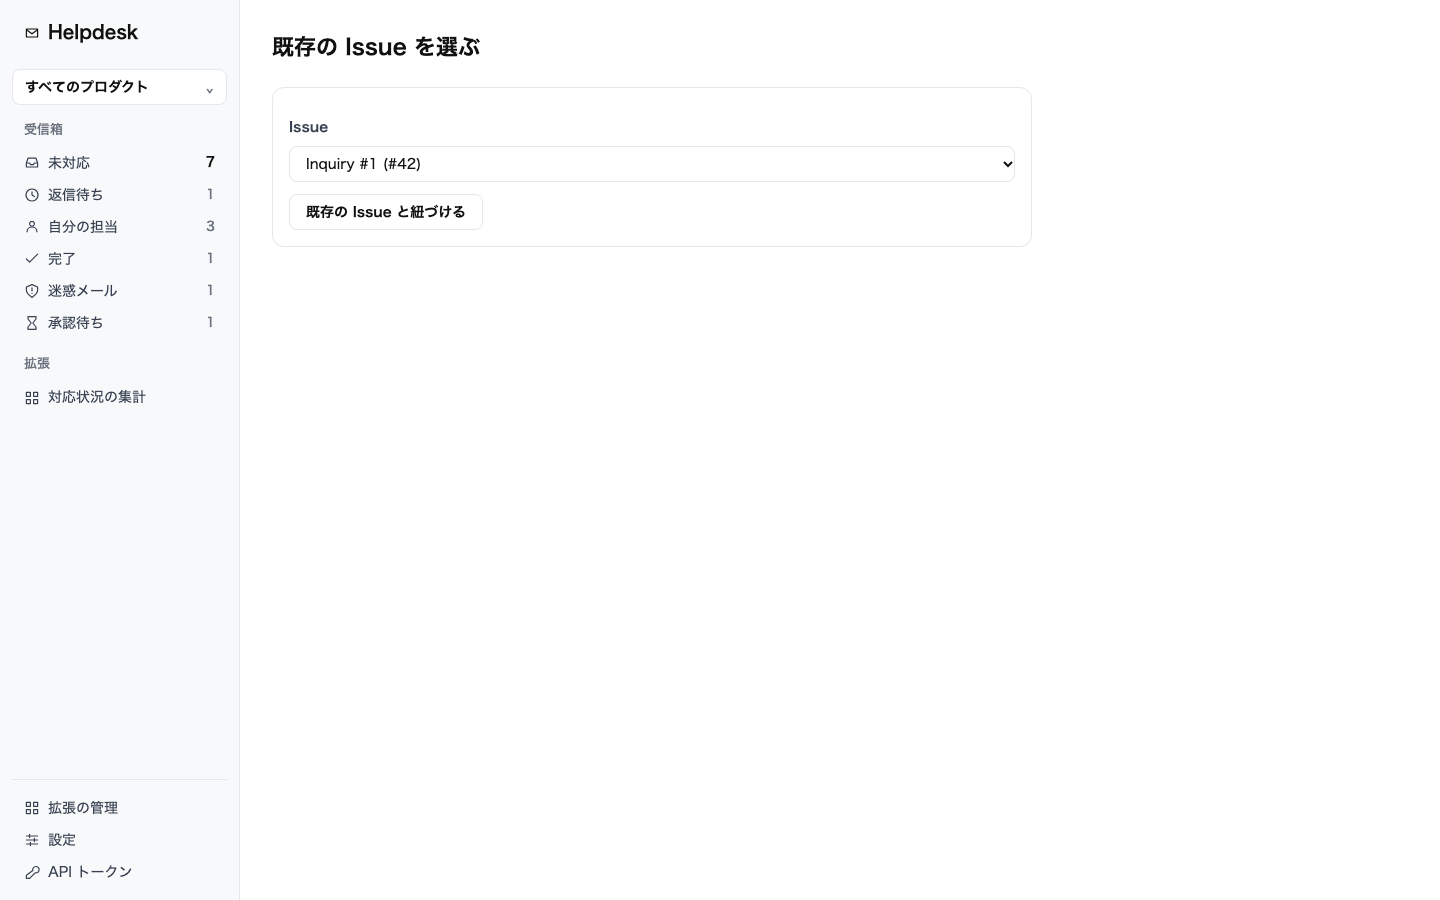 Helpdesk
すべてのプロダクト
受信箱
未対応 7
返信待ち 1
自分の担当 3
完了 1
迷惑メール 1
承認待ち 1
拡張
対応状況の集計
拡張の管理
設定
API トークン
既存の Issue を選ぶ
Issue
Inquiry #1 (#42)
既存の Issue と紐づける